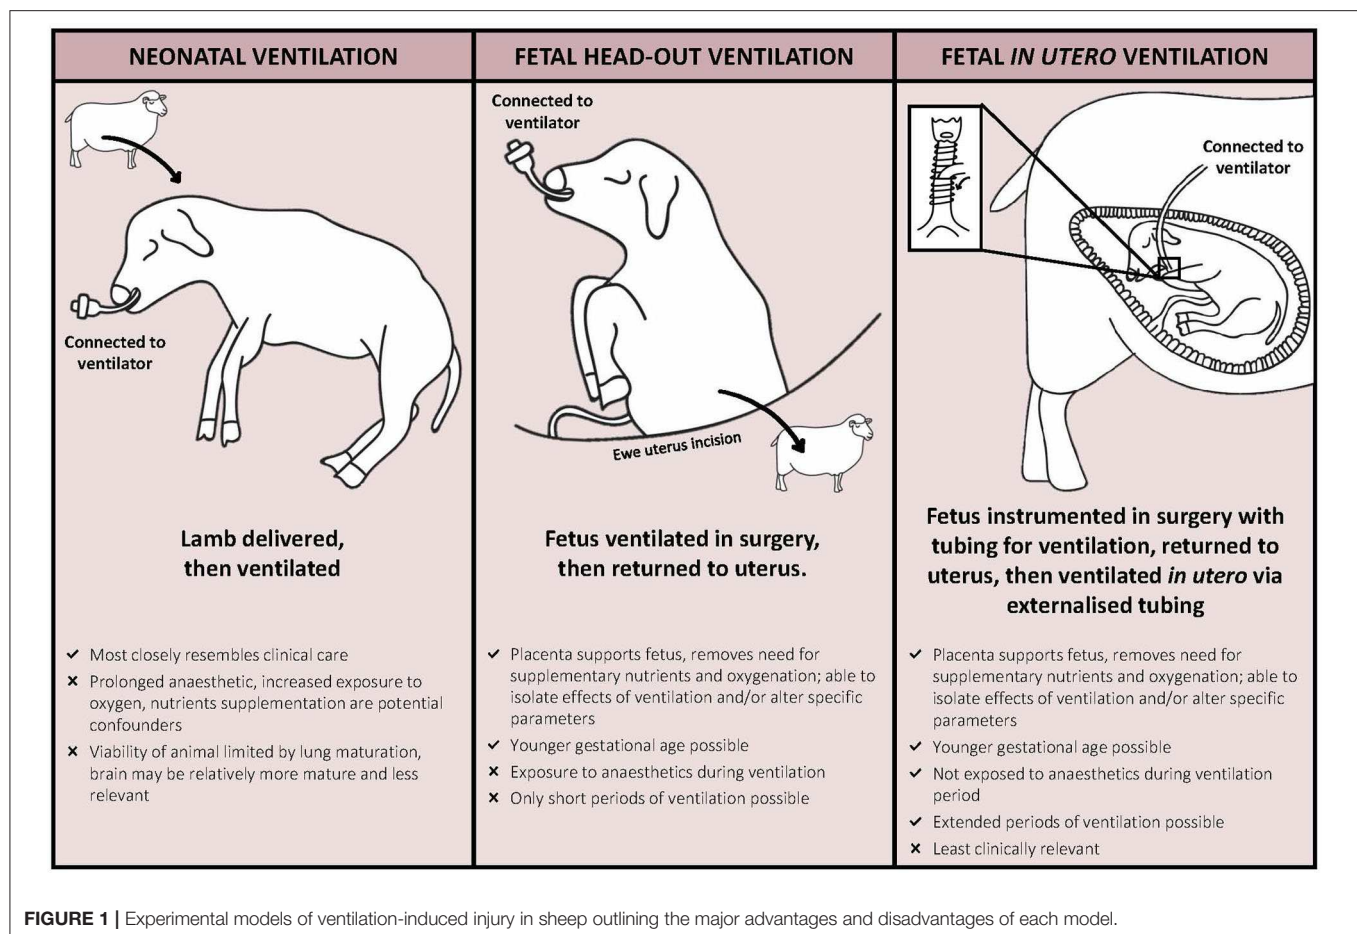 NEONATAL VENTILATION
Connected to
ventilator
Lamb delivered,
then ventilated
✓ Most closely resembles clinical care
× Prolonged anaesthetic, increased exposure to
oxygen, nutrients supplementation are potential
confounders
× Viability of animal limited by lung maturation,
brain may be relatively more mature and less
relevant
FETAL HEAD-OUT VENTILATION
Connected to
ventilator
Ewe uterus incision
Fetus ventilated in surgery,
then returned to uterus.
✓ Placenta supports fetus, removes need for
supplementary nutrients and oxygenation; able to
isolate effects of ventilation and/or alter specific
parameters
✓ Younger gestational age possible
× Exposure to anaesthetics during ventilation
× Only short periods of ventilation possible
FETAL IN UTERO VENTILATION
Connected to
ventilator
Fetus instrumented in surgery with
tubing for ventilation, returned to
uterus, then ventilated in utero via
externalised tubing
✓ Placenta supports fetus, removes need for
supplementary nutrients and oxygenation; able to
isolate effects of ventilation and/or alter specific
parameters
✓ Younger gestational age possible
✓ Not exposed to anaesthetics during ventilation
period
✓ Extended periods of ventilation possible
× Least clinically relevant
FIGURE 1 | Experimental models of ventilation-induced injury in sheep outlining the major advantages and disadvantages of each model.